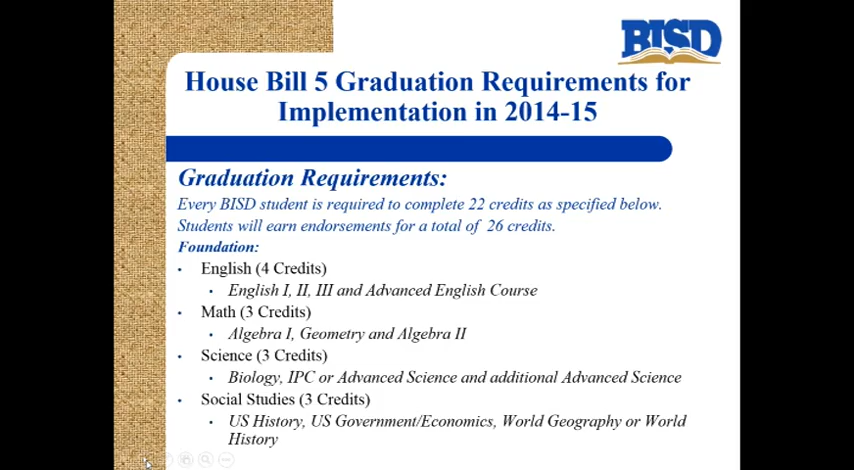 BISD
House Bill 5 Graduation Requirements for
Implementation in 2014-15
Graduation Requirements:
Every BISD student is required to complete 22 credits as specified below.
Students will earn endorsements for a total of 26 credits.
Foundation:
• English (4 Credits)
• English I, II, III and Advanced English Course
• Math (3 Credits)
• Algebra I, Geometry and Algebra II
• Science (3 Credits)
• Biology, IPC or Advanced Science and additional Advanced Science
• Social Studies (3 Credits)
• US History, US Government/Economics, World Geography or World
History